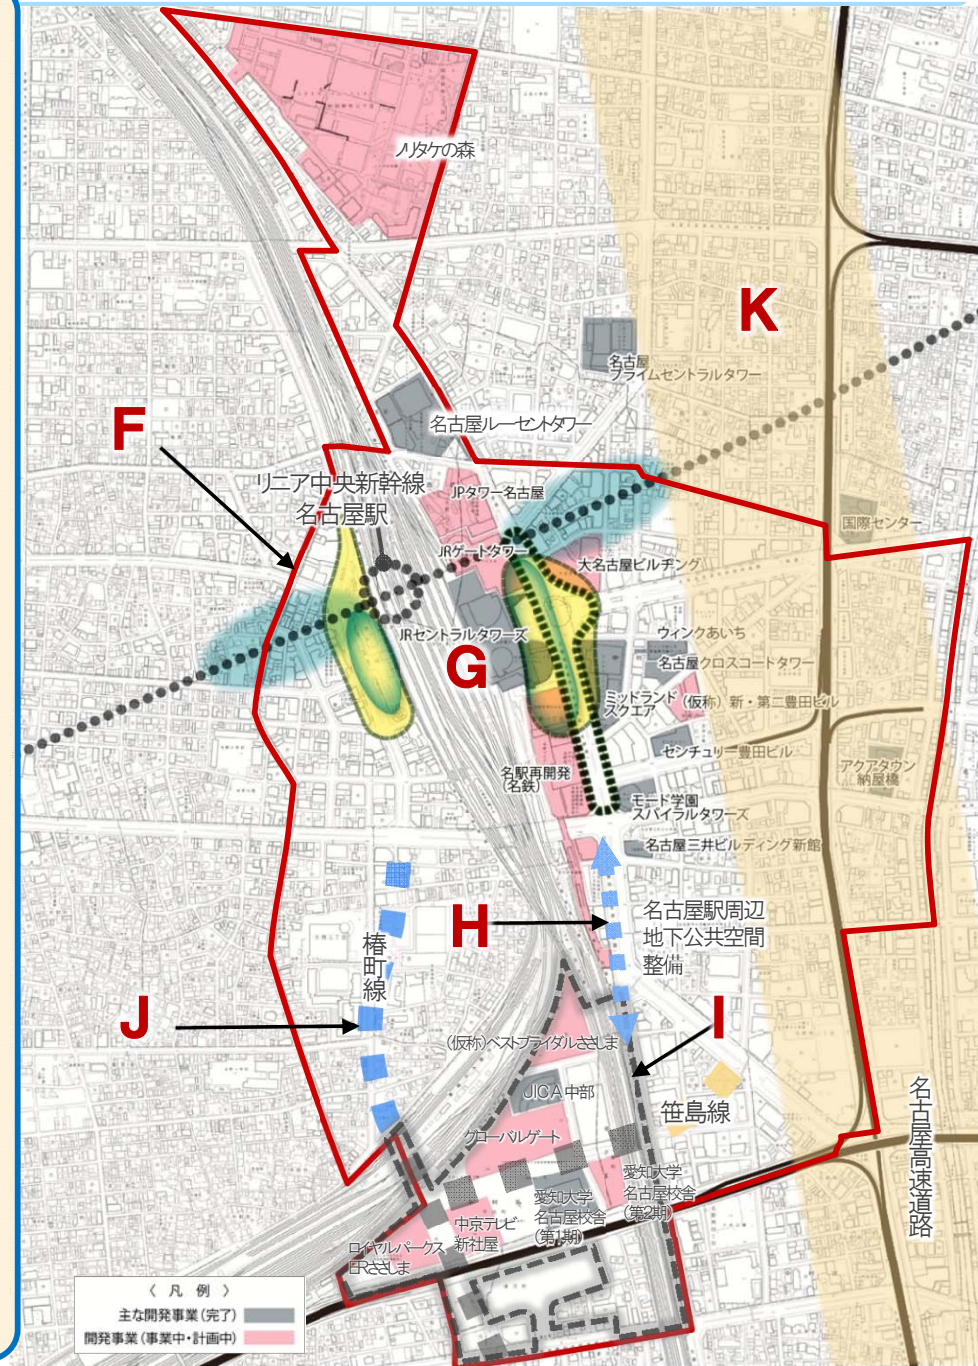 ノリタケの森
K
名古屋
プライムセントラルタワー
F
名古屋ルーセントタワー
リニア中央新幹線
名古屋駅
JPタワー名古屋
国際センター
JRゲートタワー
大名古屋ビルヂング
JRセントラルタワーズ
ウィンクあいち
G
名古屋クロスコートタワー
ミッドランド
スクエア
(仮称)新・第二豊田ビル
センチュリー豊田ビル
アクアタウン
納屋橋
名駅再開発
(名鉄)
モード学園
スパイラルタワーズ
名古屋三井ビルディング新館
H
名古屋駅周辺
地下公共空間
整備
椿町線
J
I
(仮称)ベストブライダルささしま
JICA中部
笹島線
名古屋高速道路
グローバルゲート
愛知大学
名古屋校舎
(第2期)
愛知大学
名古屋校舎
(第1期)
中京テレビ
新社屋
ロイヤルパークス
ERささしま
〈 凡 例 〉
主な開発事業(完了)
開発事業(事業中・計画中)